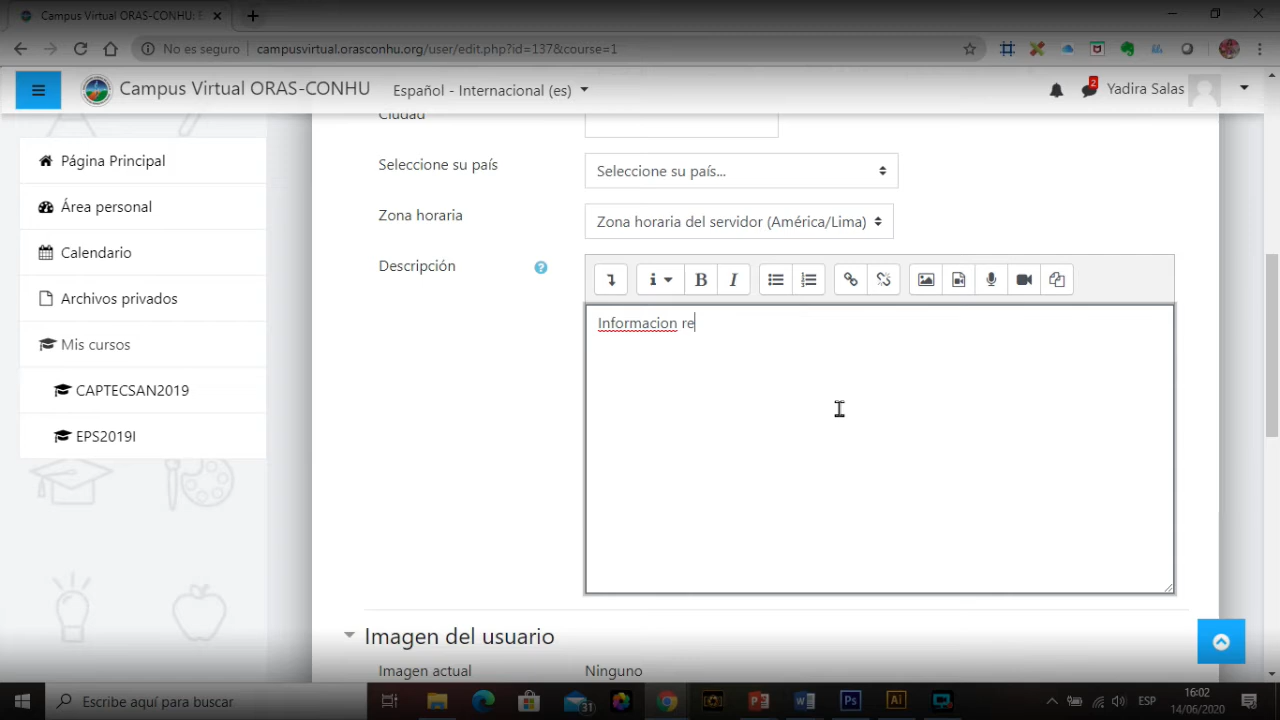 Campus Virtual ORAS-CONHU: E
No es seguro
campusvirtual.orasconhu.org/user/edit.php?id=137&course=1
Campus Virtual ORAS-CONHU
Español - Internacional (es)
2
Yadira Salas
Página Principal
Área personal
Calendario
Archivos privados
Mis cursos
CAPTECSAN2019
EPS2019I
Ciudad
Seleccione su país
Seleccione su país...
Zona horaria
Zona horaria del servidor (América/Lima)
Descripción
B
I
Informacion re
Imagen del usuario
Imagen actual
Ninguno
Escribe aquí para buscar
31
ESP
16:02
14/06/2020